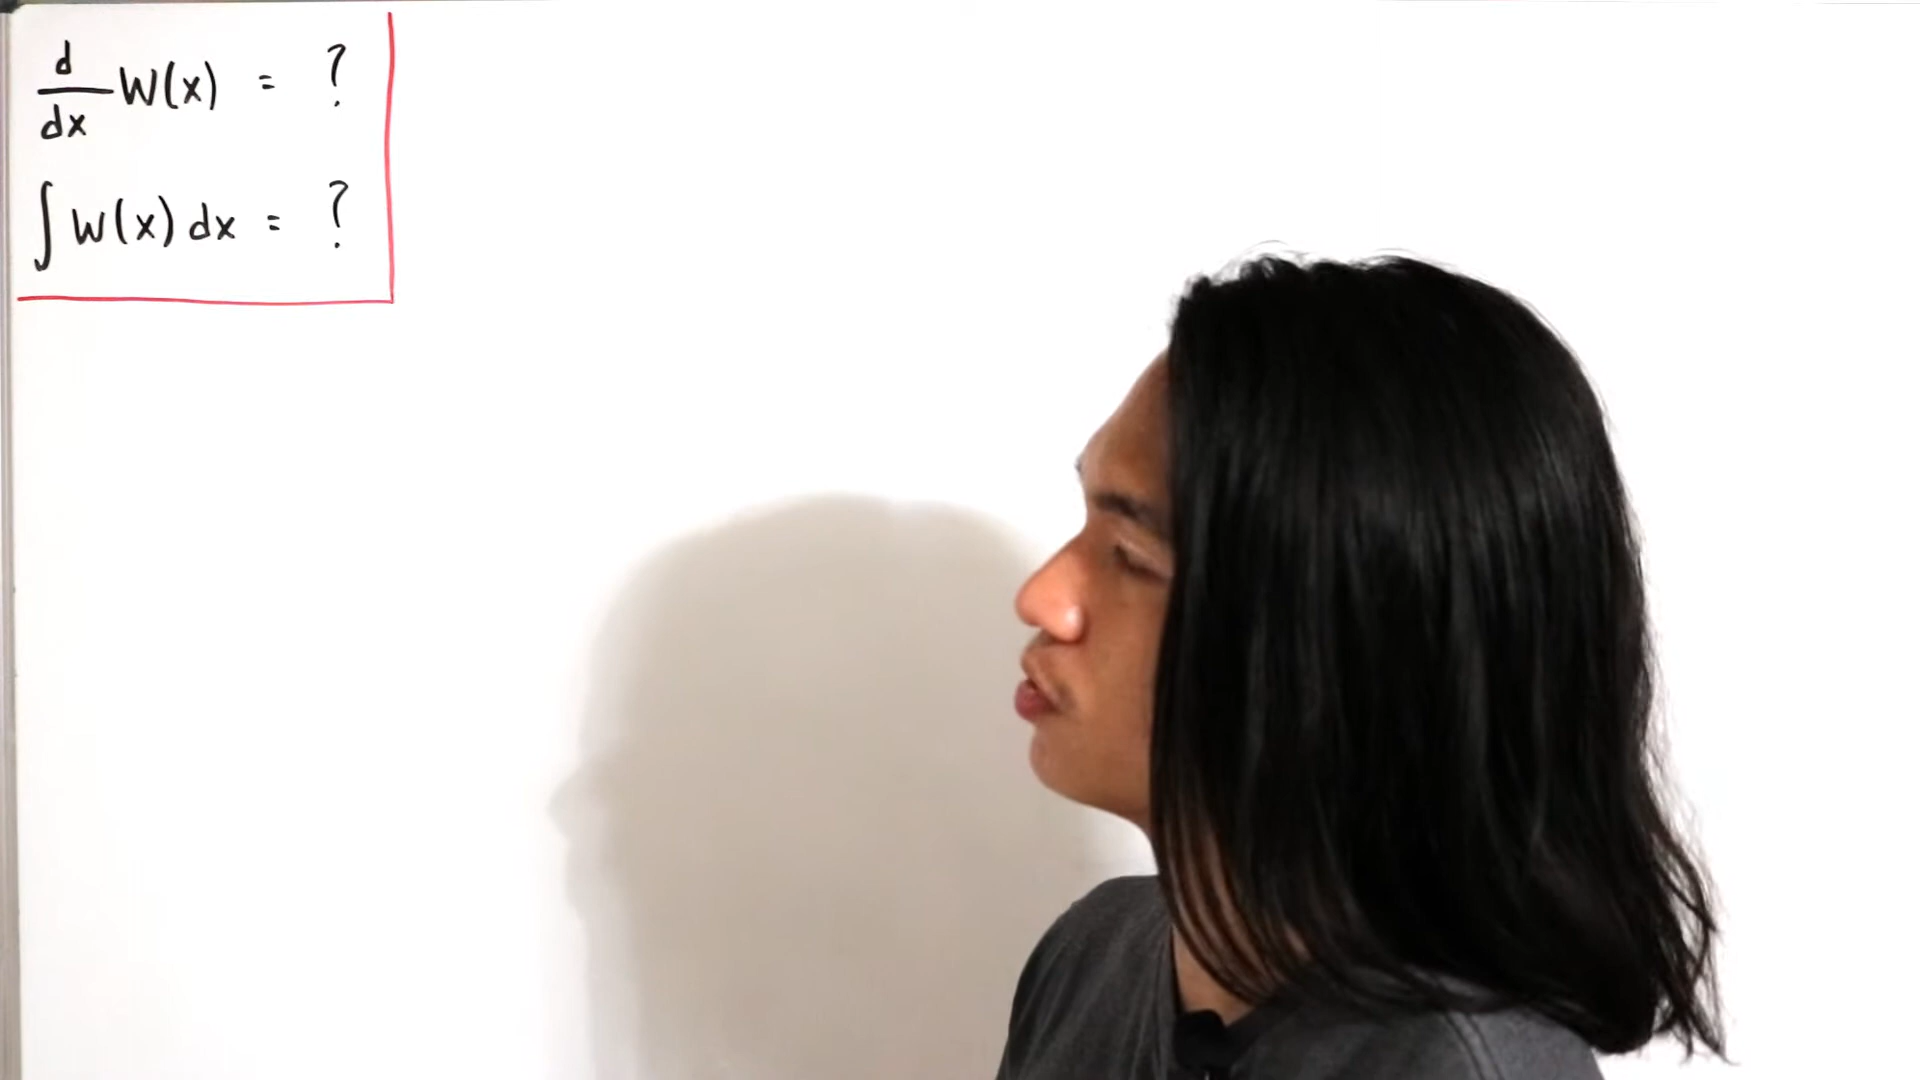 d/dx W(x) = ?
∫ W(x) dx = ?